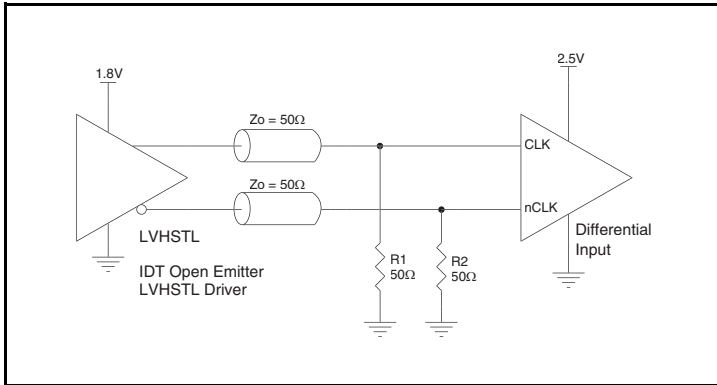 1.8V
2.5V
Zo = 50Ω
CLK
Zo = 50Ω
nCLK
LVHSTL
IDT Open Emitter
LVHSTL Driver
R1
50Ω
R2
50Ω
Differential
Input